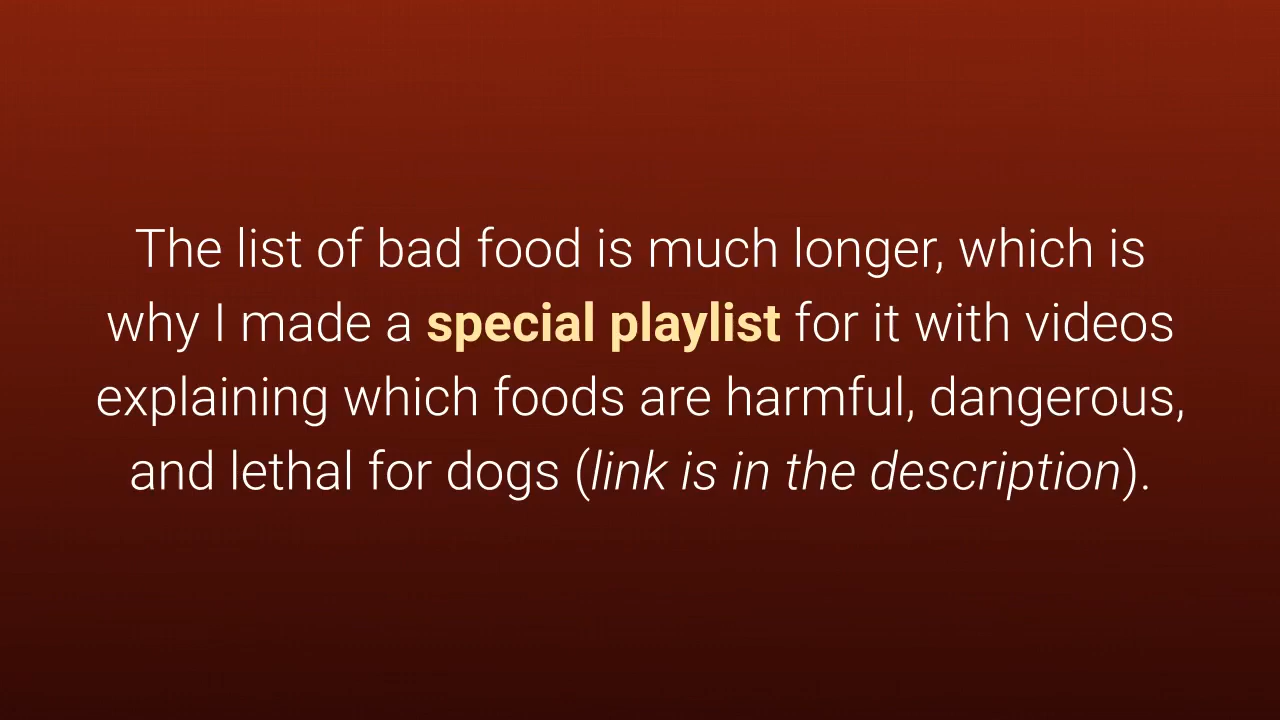 The list of bad food is much longer, which is
why I made a special playlist for it with videos
explaining which foods are harmful, dangerous,
and lethal for dogs (link is in the description).